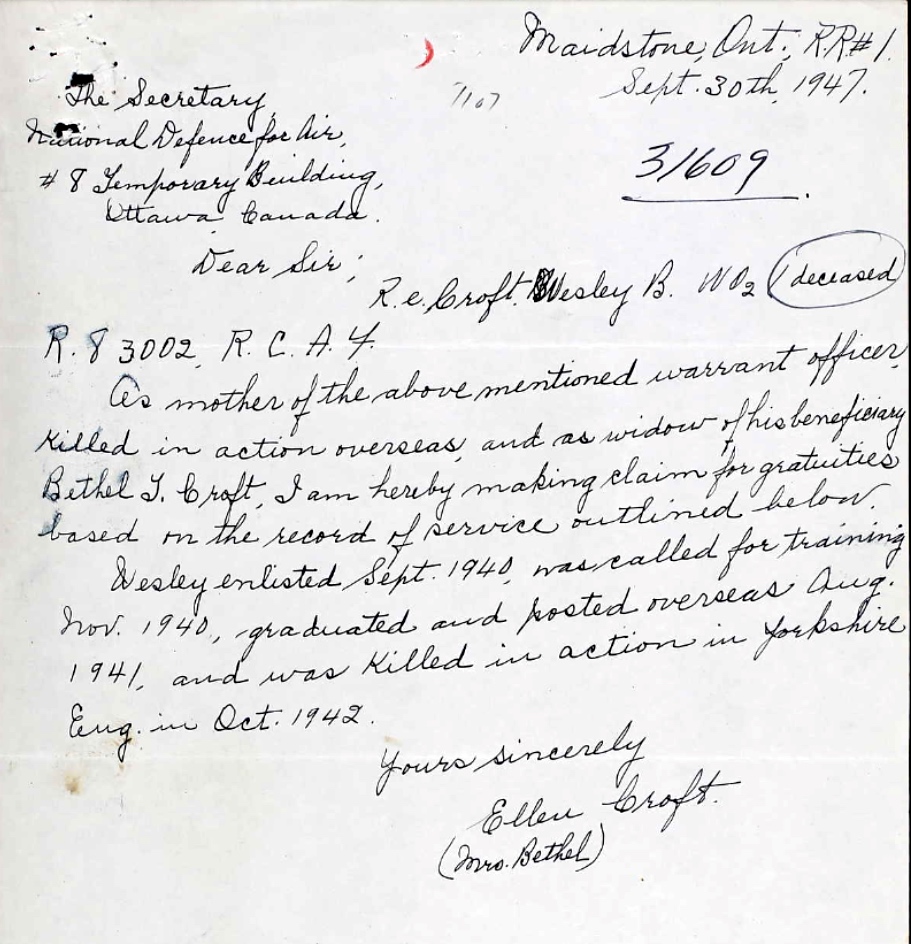 Maidstone, Ont., R.R.#1.
Sept. 30th, 1947.
7107
The Secretary,
National Defence for Air,
# 8 Temporary Building,
Ottawa, Canada.
31609
Dear Sir;
R.e. Croft. Wesley B. WO2 (deceased)
R. 83002, R.C.A.F.
As mother of the above mentioned warrant officer,
killed in action overseas, and as widow of his beneficiary
Bethel T. Croft, I am hereby making claim for gratuities
based on the record of service outlined below.
Wesley enlisted Sept. 1940, was called for training
Nov. 1940, graduated and posted overseas Aug.
1941, and was killed in action in Yorkshire
Eng. in Oct. 1942.
Yours sincerely
Ellen Croft.
(Mrs. Bethel)